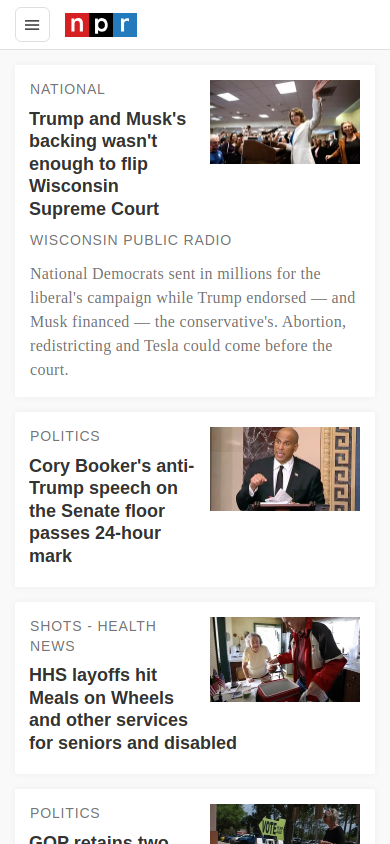 npr
NATIONAL
Trump and Musk's
backing wasn't
enough to flip
Wisconsin
Supreme Court
WISCONSIN PUBLIC RADIO
National Democrats sent in millions for the
liberal's campaign while Trump endorsed — and
Musk financed — the conservative's. Abortion,
redistricting and Tesla could come before the
court.
POLITICS
Cory Booker's anti-
Trump speech on
the Senate floor
passes 24-hour
mark
SHOTS - HEALTH
NEWS
HHS layoffs hit
Meals on Wheels
and other services
for seniors and disabled
POLITICS
VOTE
GOP retains two